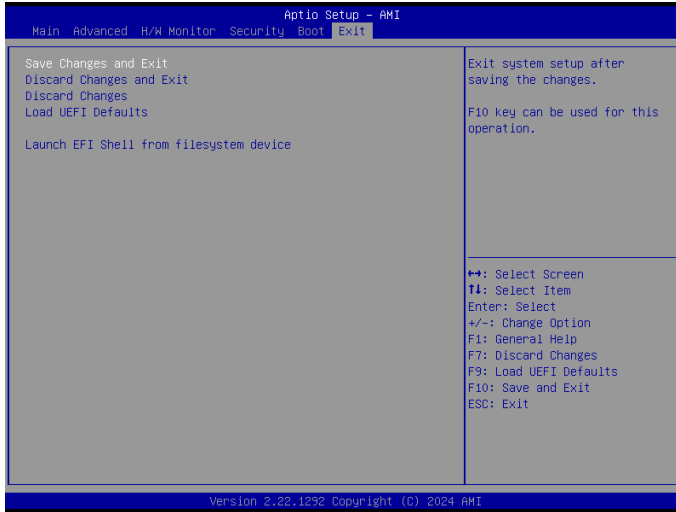 Aptio Setup – AMI
Main Advanced H/W Monitor Security Boot Exit
Save Changes and Exit
Discard Changes and Exit
Discard Changes
Load UEFI Defaults
Launch EFI Shell from filesystem device
Exit system setup after
saving the changes.
F10 key can be used for this
operation.
↔: Select Screen
↑↓: Select Item
Enter: Select
+/-: Change Option
F1: General Help
F7: Discard Changes
F9: Load UEFI Defaults
F10: Save and Exit
ESC: Exit
Version 2.22.1292 Copyright (C) 2024 AMI